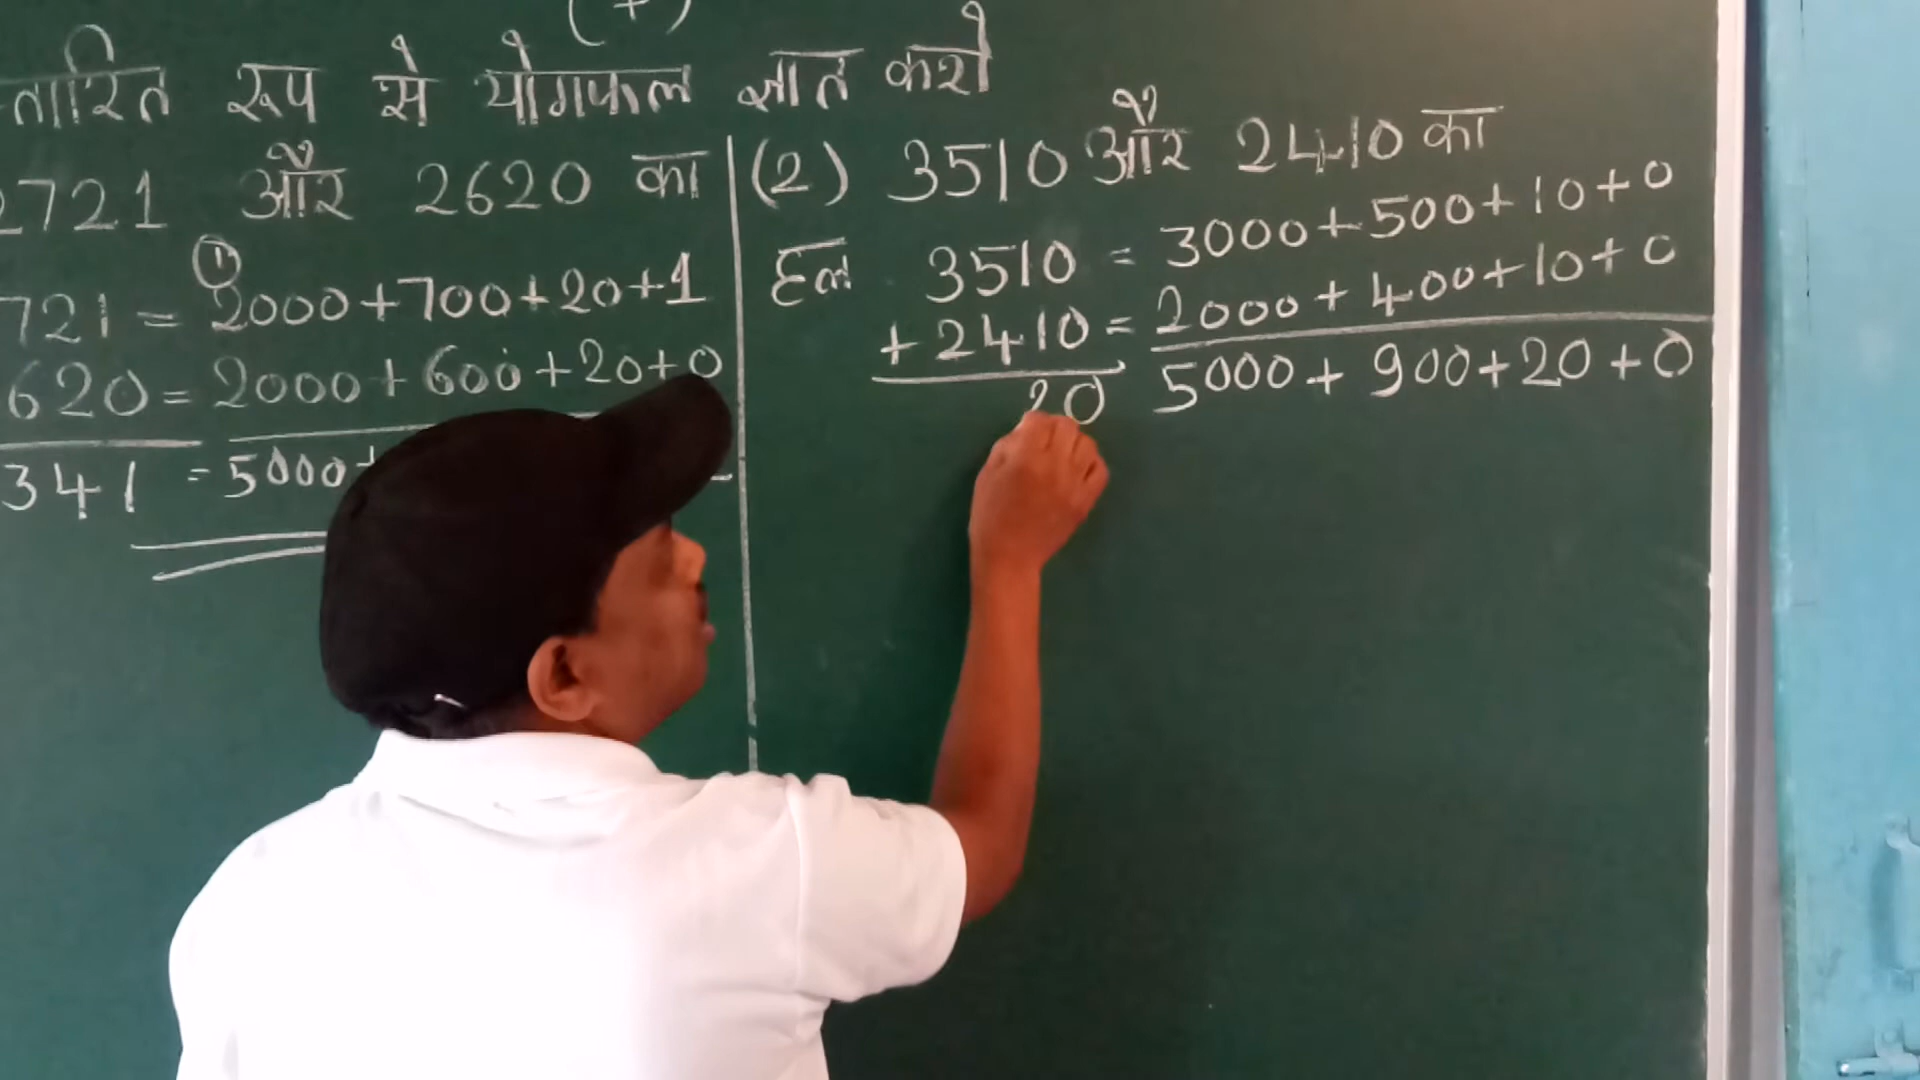 (+)
तारित रूप से योगफल ज्ञात करो
2721 और 2620 का
721 = 2000+700+20+1
1
620 = 2000+600+20+0
341 = 5000+
(2) 3510 और 2410 का
हल 3510 = 3000+500+10+0
+2410 = 2000+400+10+0
20 5000+900+20+0